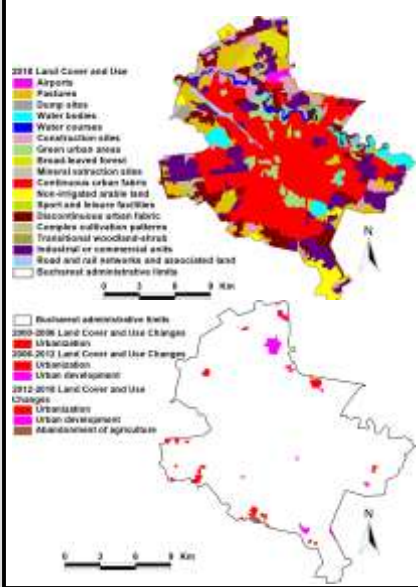 2018 Land Cover and Use
Airports
Pastures
Dump sites
Water bodies
Water courses
Construction sites
Green urban areas
Broad-leaved forest
Mineral extraction sites
Continuous urban fabric
Non-irrigated arable land
Sport and leisure facilities
Discontinuous urban fabric
Complex cultivation patterns
Transitional woodland-shrub
Industrial or commercial units
Road and rail networks and associated land
Bucharest administrative limits
N
0 3 6 9 Km
Bucharest administrative limits
2000-2006 Land Cover and Use Changes
Urbanization
2006-2012 Land Cover and Use Changes
Urbanization
Urban development
2012-2018 Land Cover and Use
Changes
Urbanization
Urban development
Abandonment of agriculture
N
0 3 6 9 Km